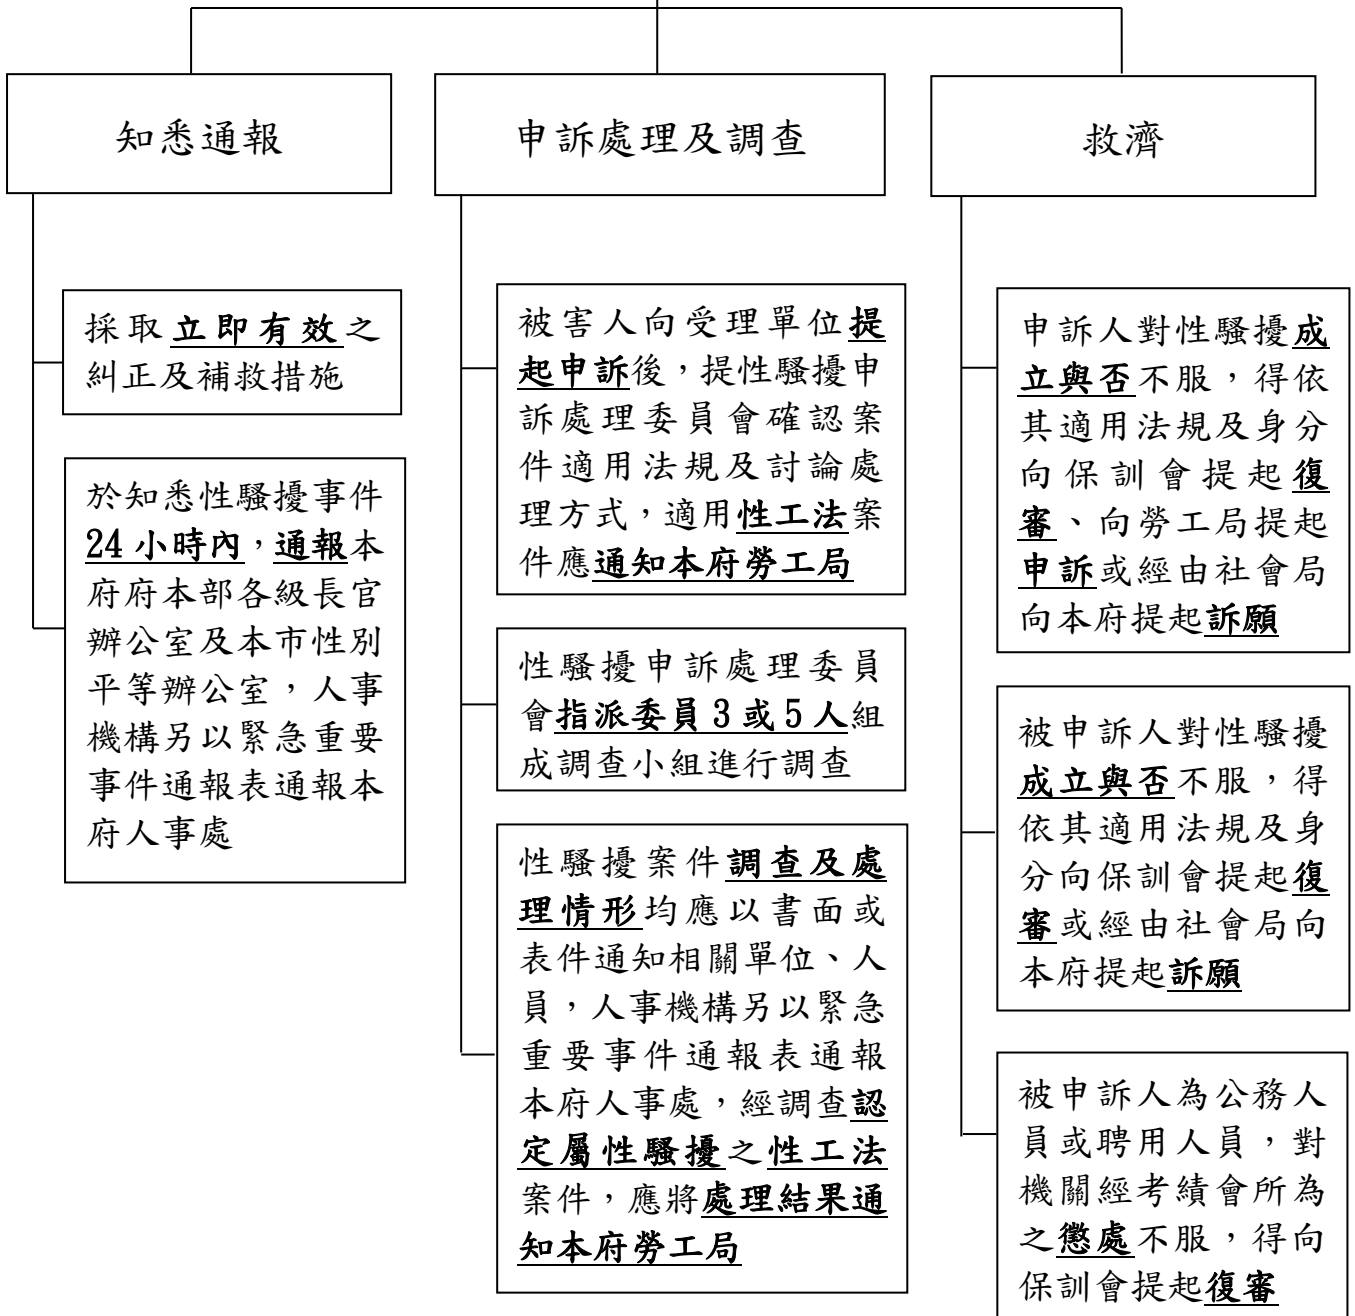 知悉通報
採取立即有效之
糾正及補救措施
於知悉性騷擾事件
24 小時內，通報本
府府本部各級長官
辦公室及本市性別
平等辦公室，人事
機構另以緊急重要
事件通報表通報本
府人事處
申訴處理及調查
被害人向受理單位提
起申訴後，提性騷擾申
訴處理委員會確認案
件適用法規及討論處
理方式，適用性工法案
件應通知本府勞工局
性騷擾申訴處理委員
會指派委員 3 或 5 人組
成調查小組進行調查
性騷擾案件調查及處
理情形均應以書面或
表件通知相關單位、人
員，人事機構另以緊急
重要事件通報表通報
本府人事處，經調查認
定屬性騷擾之性工法
案件，應將處理結果通
知本府勞工局
救濟
申訴人對性騷擾成
立與否不服，得依
其適用法規及身分
向保訓會提起復
審、向勞工局提起
申訴或經由社會局
向本府提起訴願
被申訴人對性騷擾
成立與否不服，得
依其適用法規及身
分向保訓會提起復
審或經由社會局向
本府提起訴願
被申訴人為公務人
員或聘用人員，對
機關經考績會所為
之懲處不服，得向
保訓會提起復審